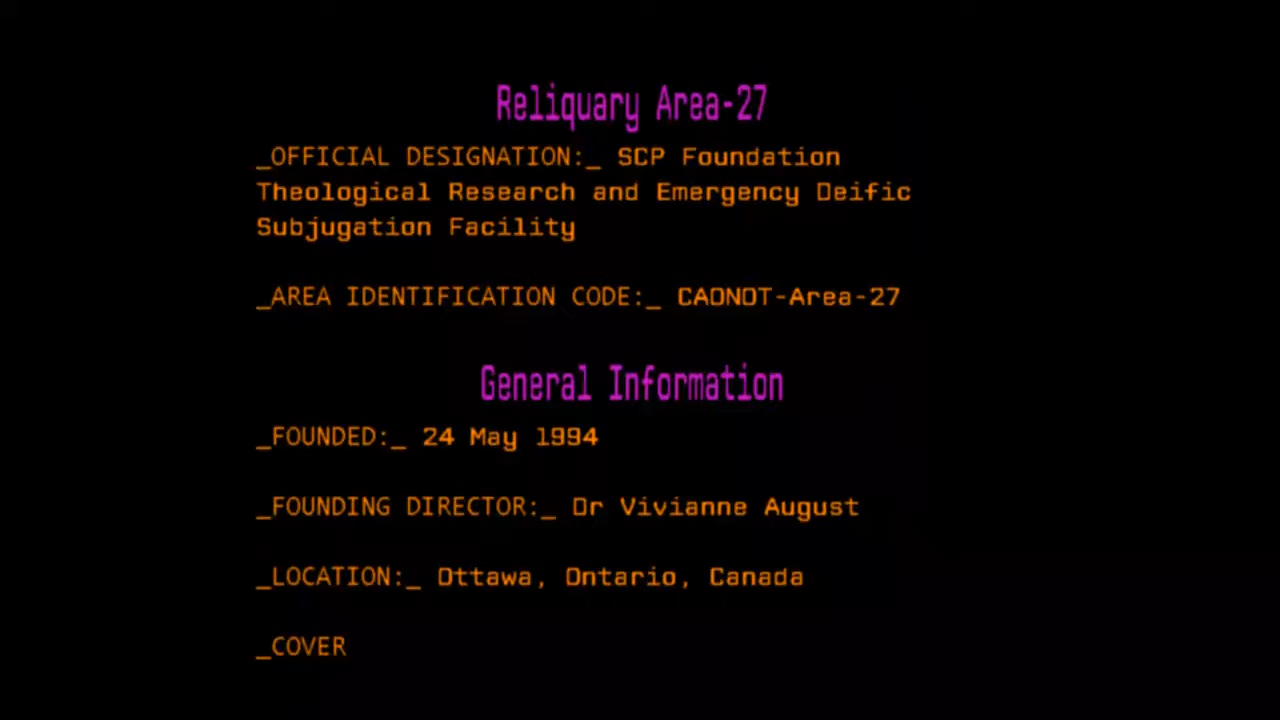 Reliquary Area-27
_OFFICIAL DESIGNATION:_ SCP Foundation
Theological Research and Emergency Deific
Subjugation Facility
_AREA IDENTIFICATION CODE:_ CAONOT-Area-27
General Information
_FOUNDED:_ 24 May 1994
_FOUNDING DIRECTOR:_ Dr Vivianne August
_LOCATION:_ Ottawa, Ontario, Canada
_COVER